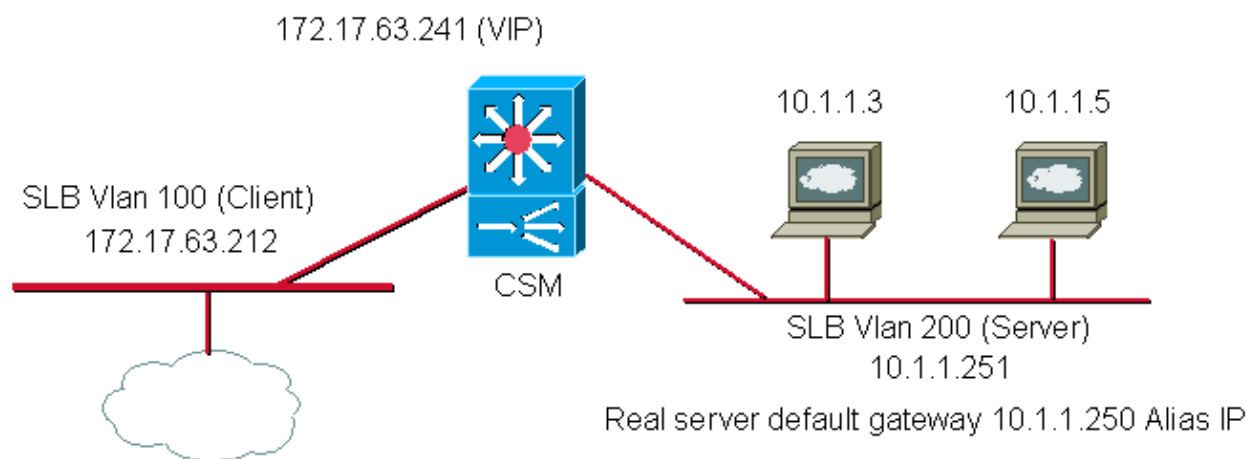 172.17.63.241 (VIP)
10.1.1.3
10.1.1.5
SLB Vlan 100 (Client)
172.17.63.212
CSM
SLB Vlan 200 (Server)
10.1.1.251
Real server default gateway 10.1.1.250 Alias IP